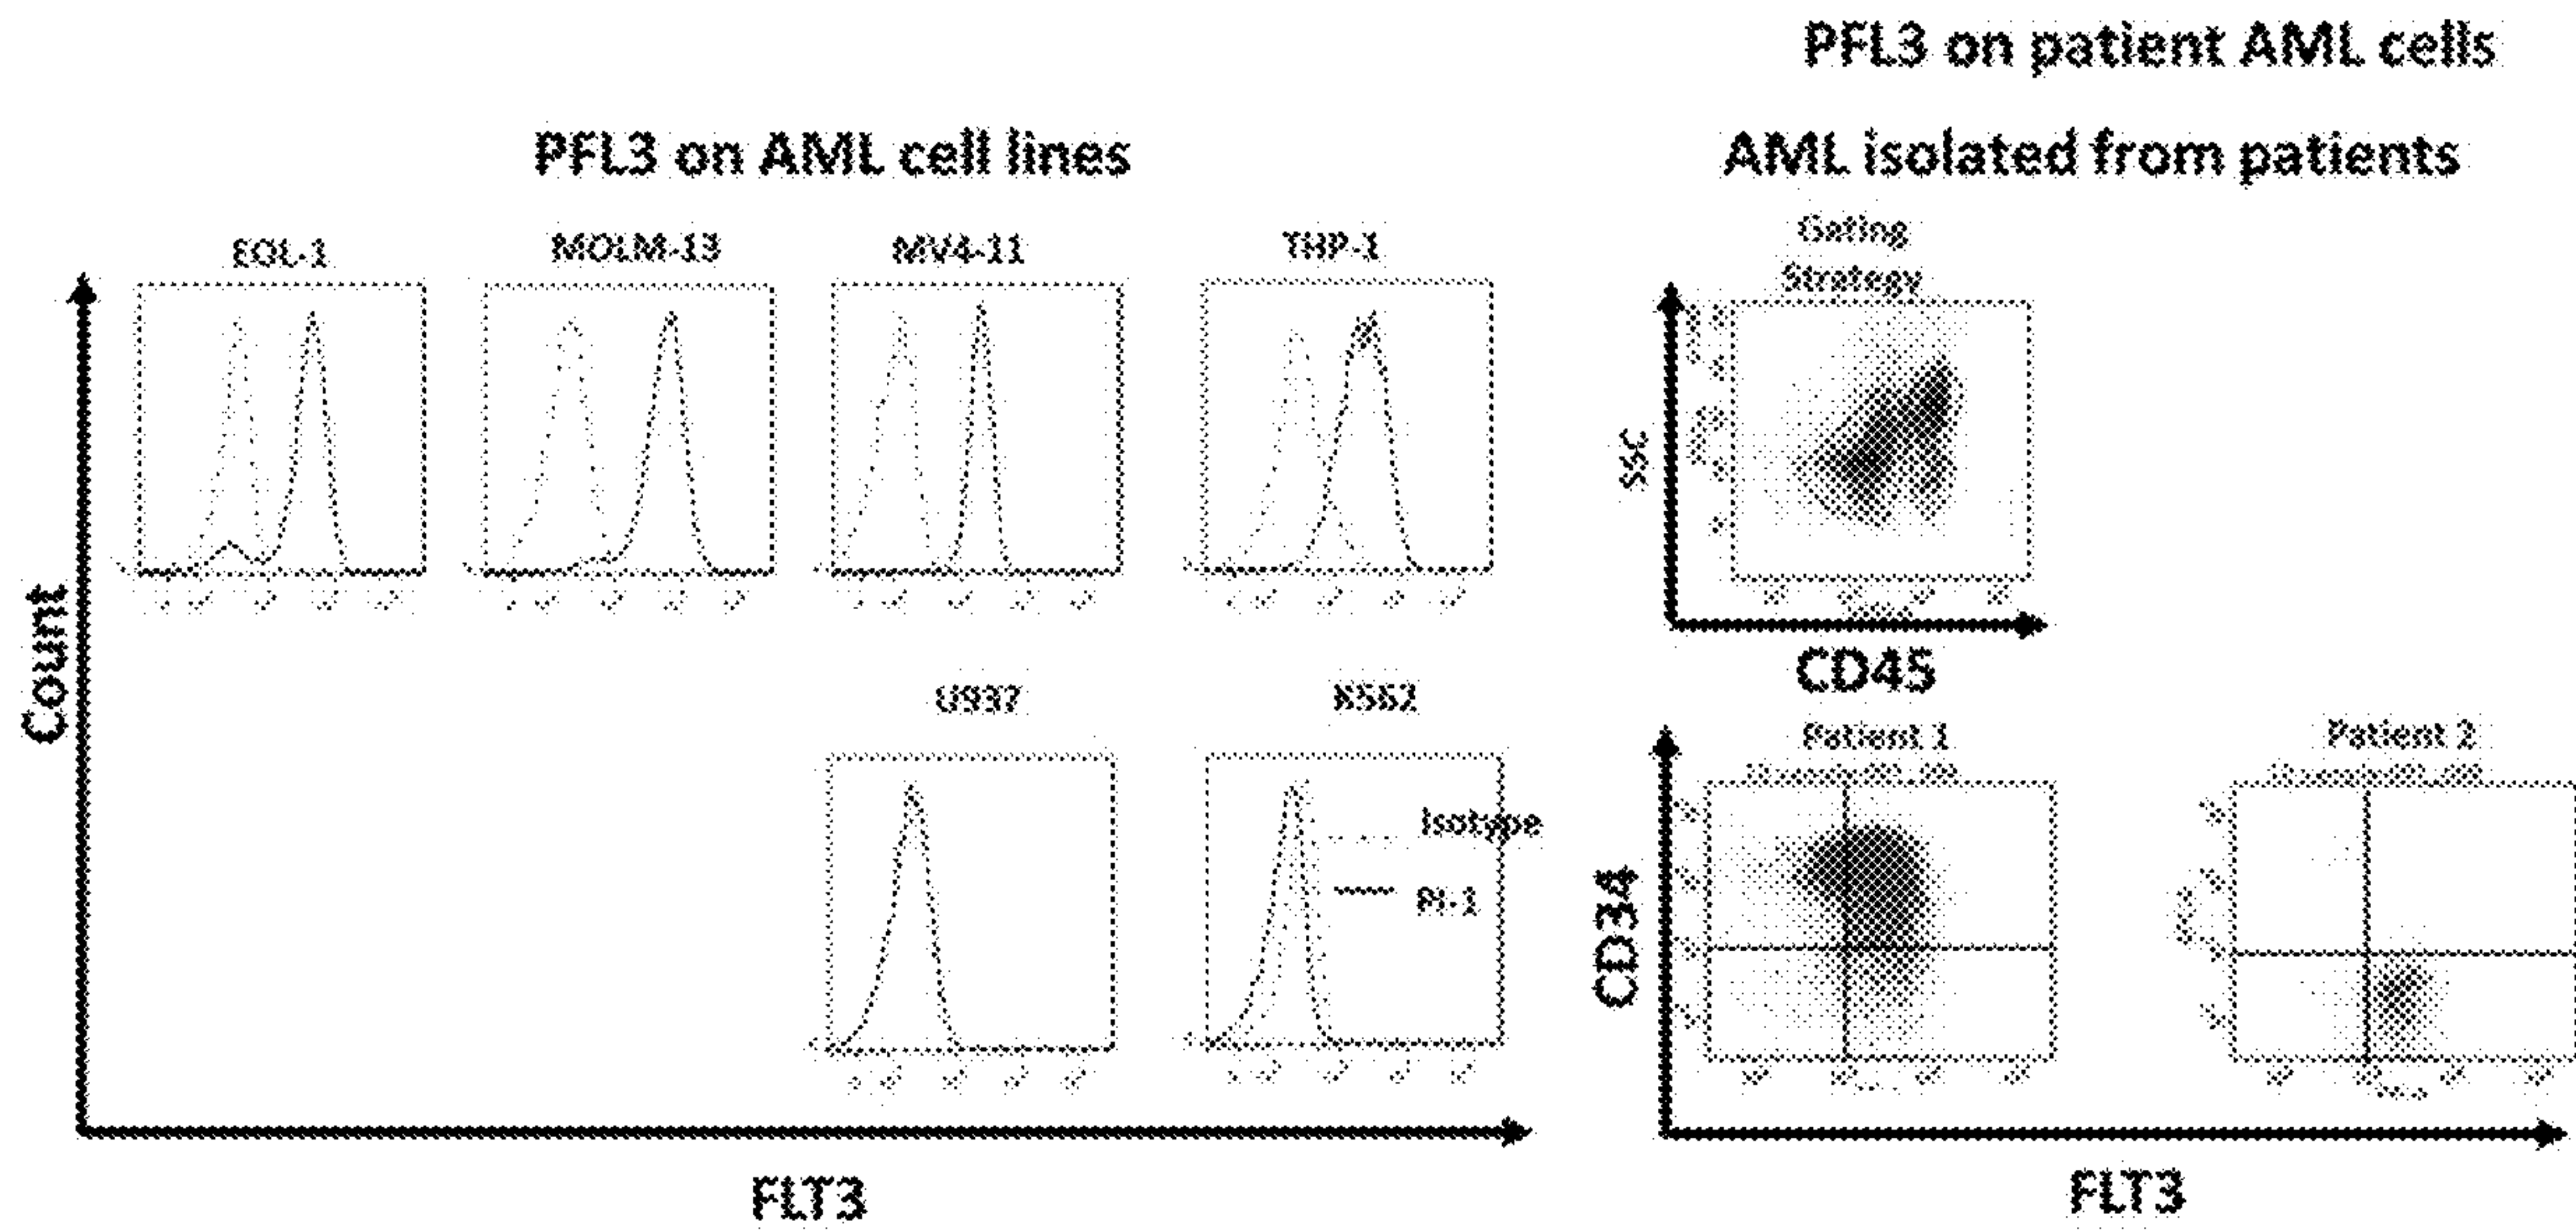 PFL3 on AML cell lines
EOL-1
MOLM-13
MV4-11
THP-1
U937
K562
Isotype
Count
FLT3
PFL3 on patient AML cells
AML isolated from patients
Gating
Strategy
SSC
CD45
Patient 1
Patient 2
CD34
FLT3